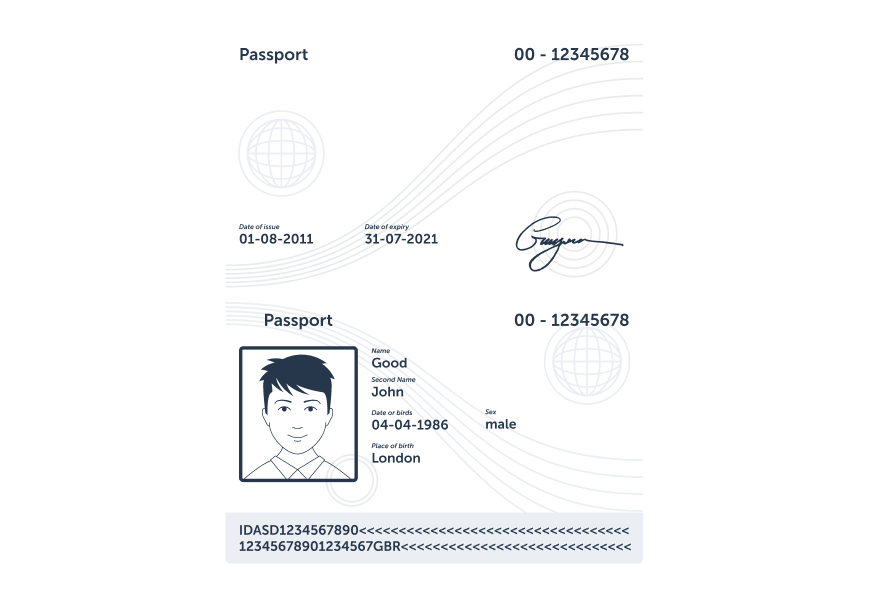 Passport 00 - 12345678
Date of issue Date of expiry
01-08-2011 31-07-2021
Passport 00 - 12345678
Name
Good
Second Name
John
Date or birds Sex
04-04-1986 male
Place of birth
London
IDASD1234567890<<<<<<<<<<<<<<<<<<<<<<<<<<<<<<<<<<
12345678901234567GBR<<<<<<<<<<<<<<<<<<<<<<<<<<<<<